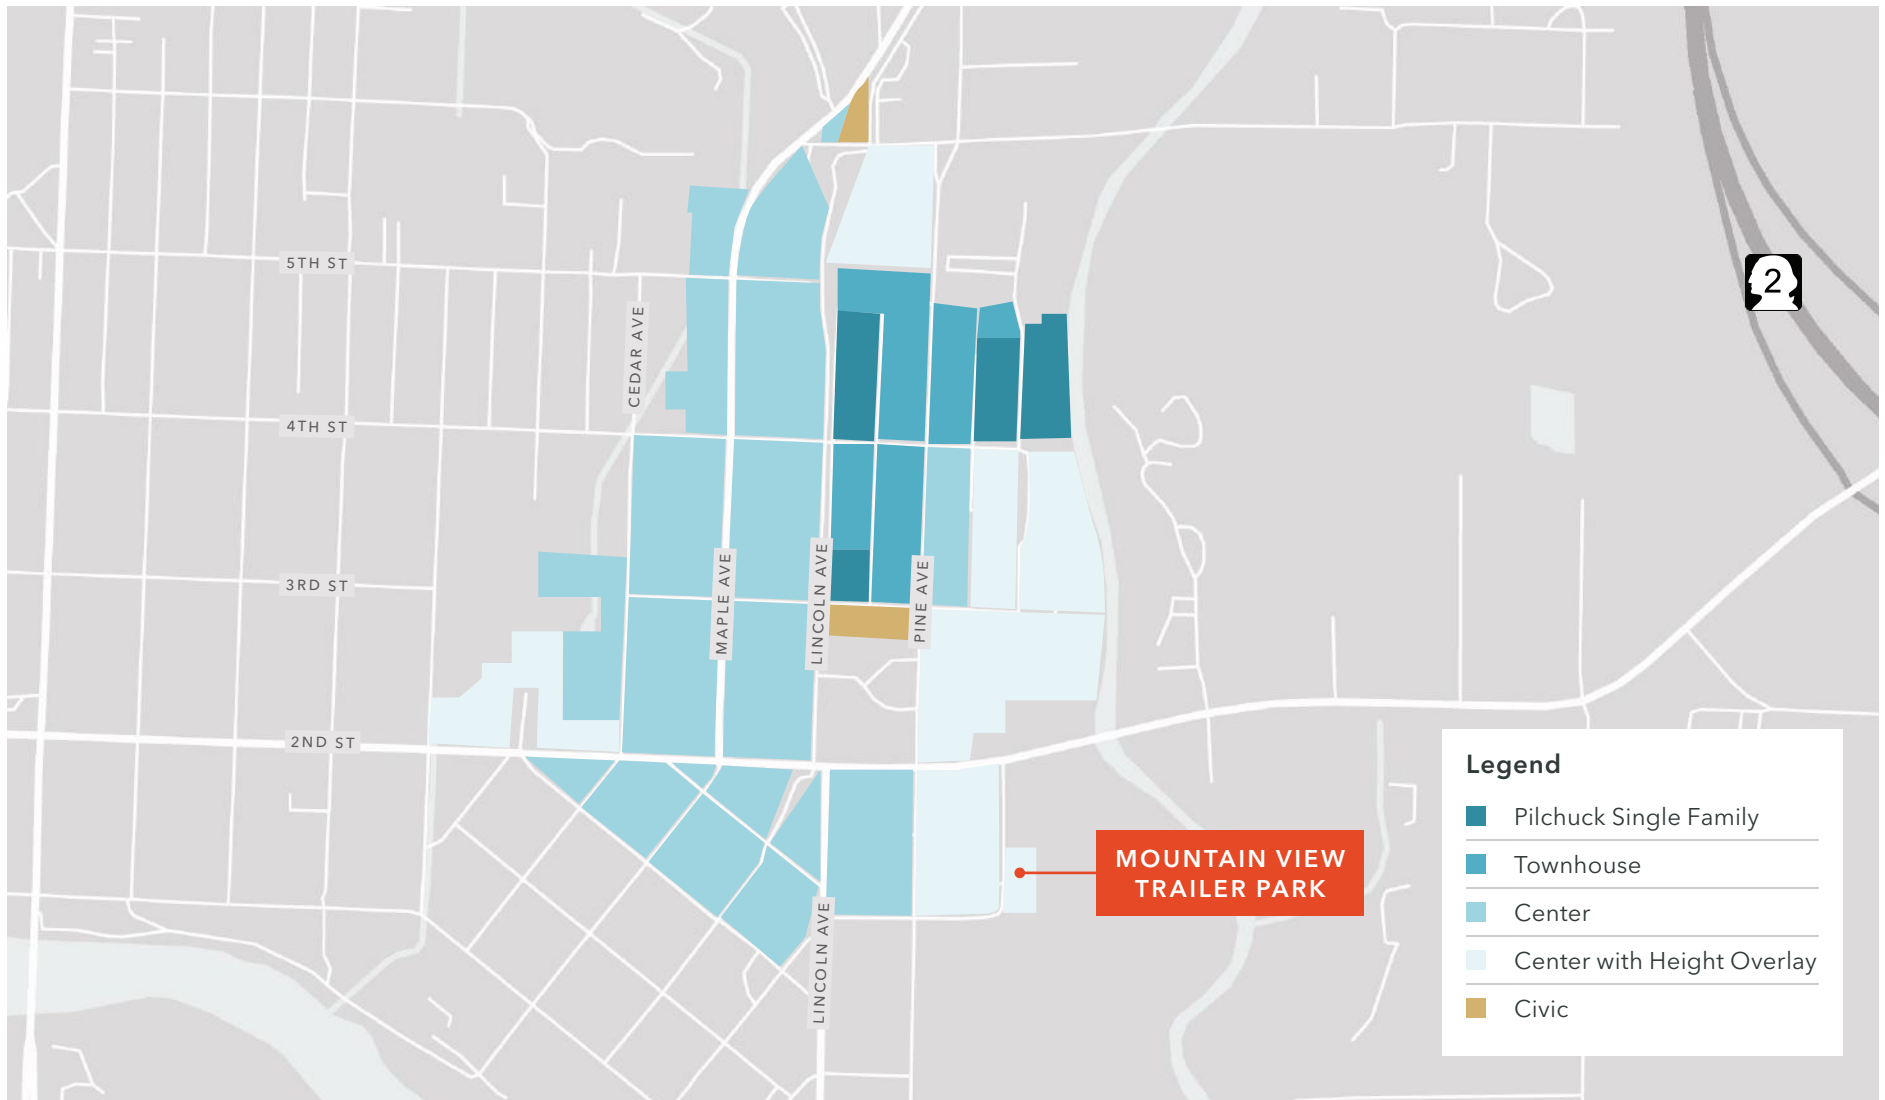 5TH ST
2
CEDAR AVE
4TH ST
3RD ST
MAPLE AVE
LINCOLN AVE
PINE AVE
2ND ST
MOUNTAIN VIEW
TRAILER PARK
LINCOLN AVE
Legend
Pilchuck Single Family
Townhouse
Center
Center with Height Overlay
Civic